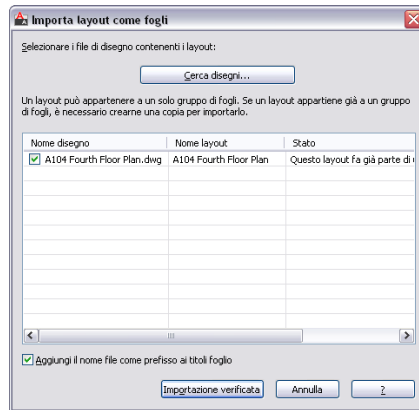 Importa layout come fogli
Selezionare i file di disegno contenenti i layout:
Cerca disegni...
Un layout può appartenere a un solo gruppo di fogli. Se un layout appartiene già a un gruppo
di fogli, è necessario crearne una copia per importarlo.
Nome disegno Nome layout Stato
A104 Fourth Floor Plan.dwg A104 Fourth Floor Plan Questo layout fa già parte di
Aggiungi il nome file come prefisso ai titoli foglio
Importazione verificata Annulla ?